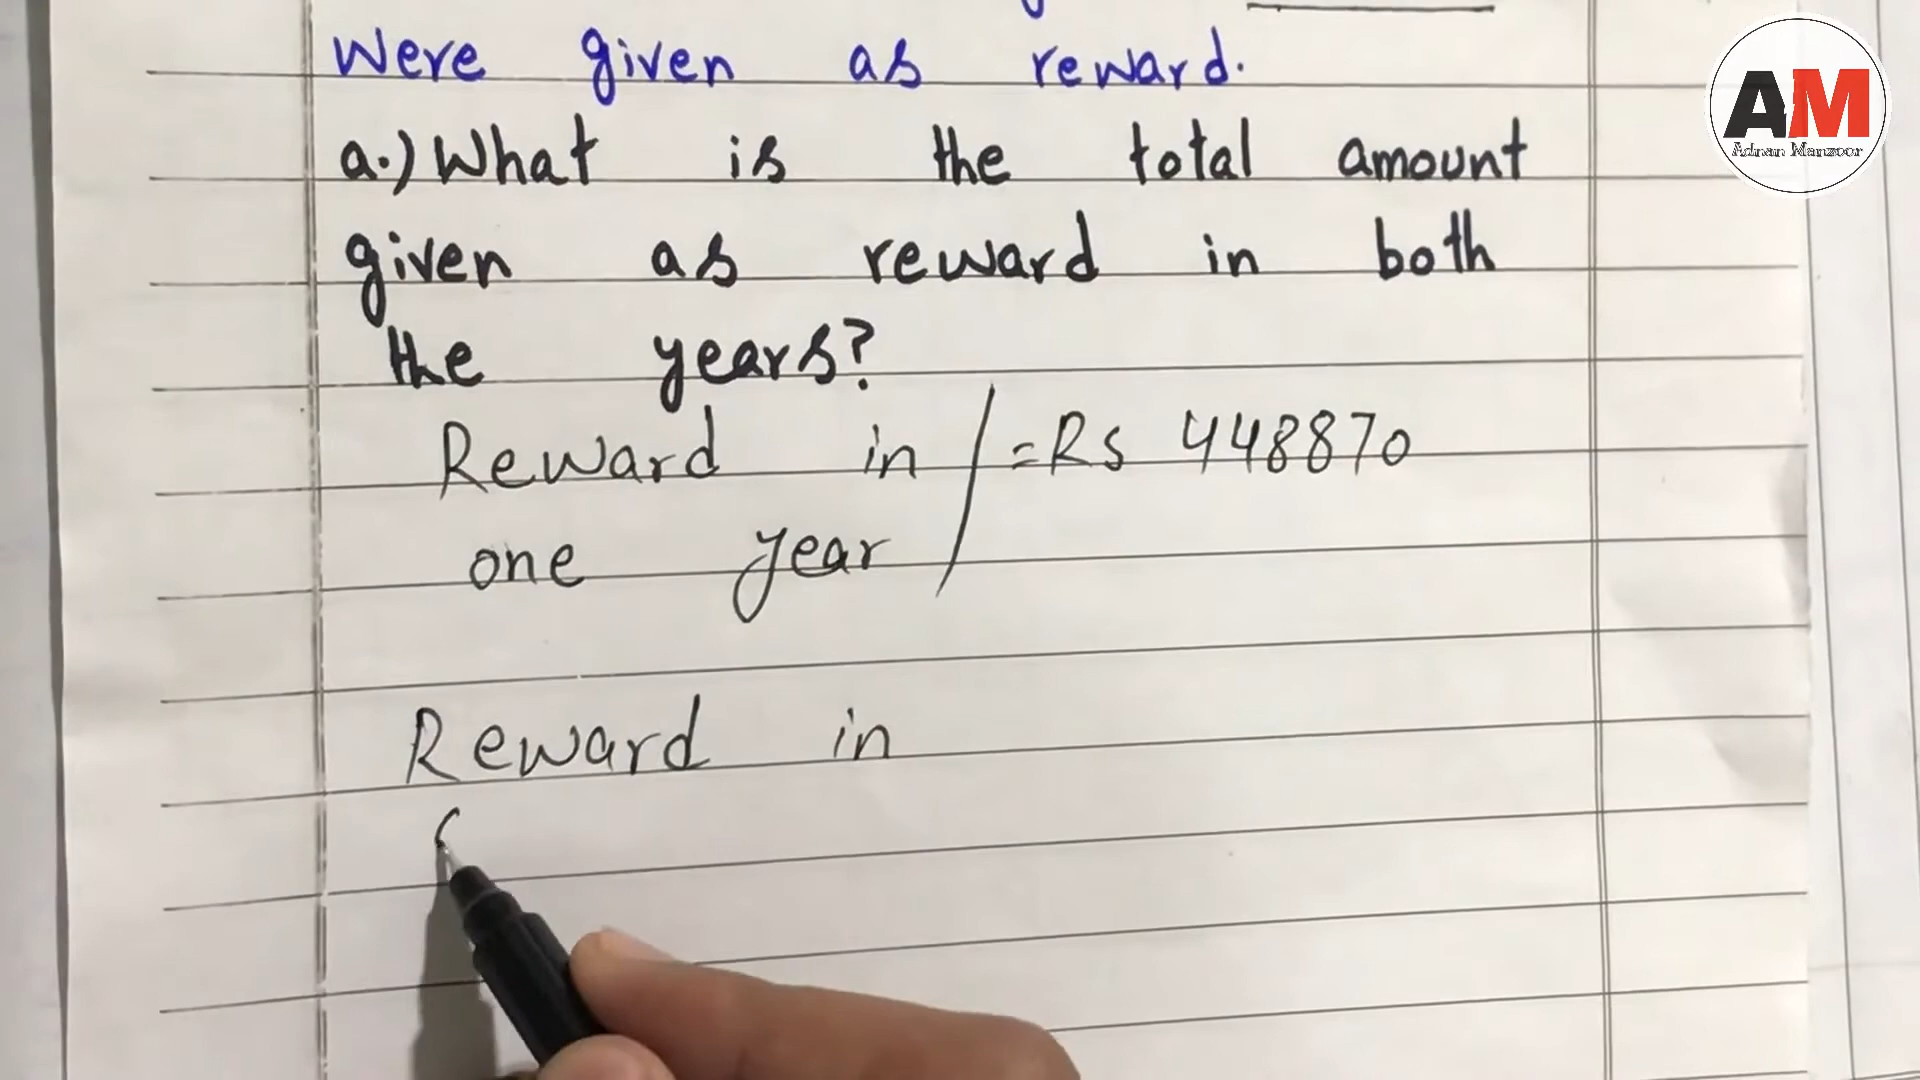 Were given as reward.
a.) What is the total amount
given as reward in both
the years?
Reward in / = Rs 448870
one year
Reward in
AM
Adnan Manzoor